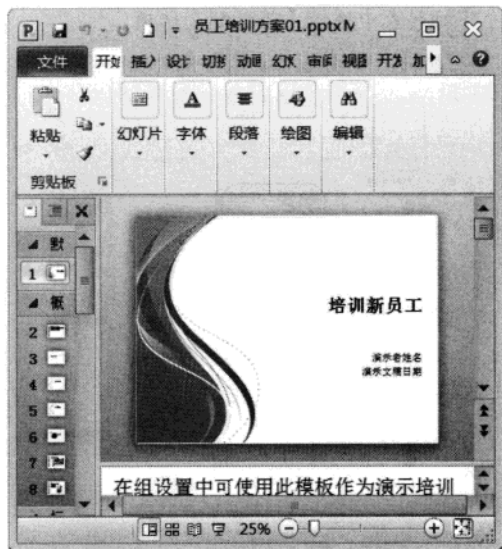 员工培训方案01.pptx M
文件 开始 插入 设计 切换 动画 幻灯 审阅 视图 开发 加
粘贴 幻灯片 字体 段落 绘图 编辑
剪贴板
默
1
概
2
3
4
5
6
7
8
培训新员工
演示者姓名
演示文稿日期
在组设置中可使用此模板作为演示培训
25%